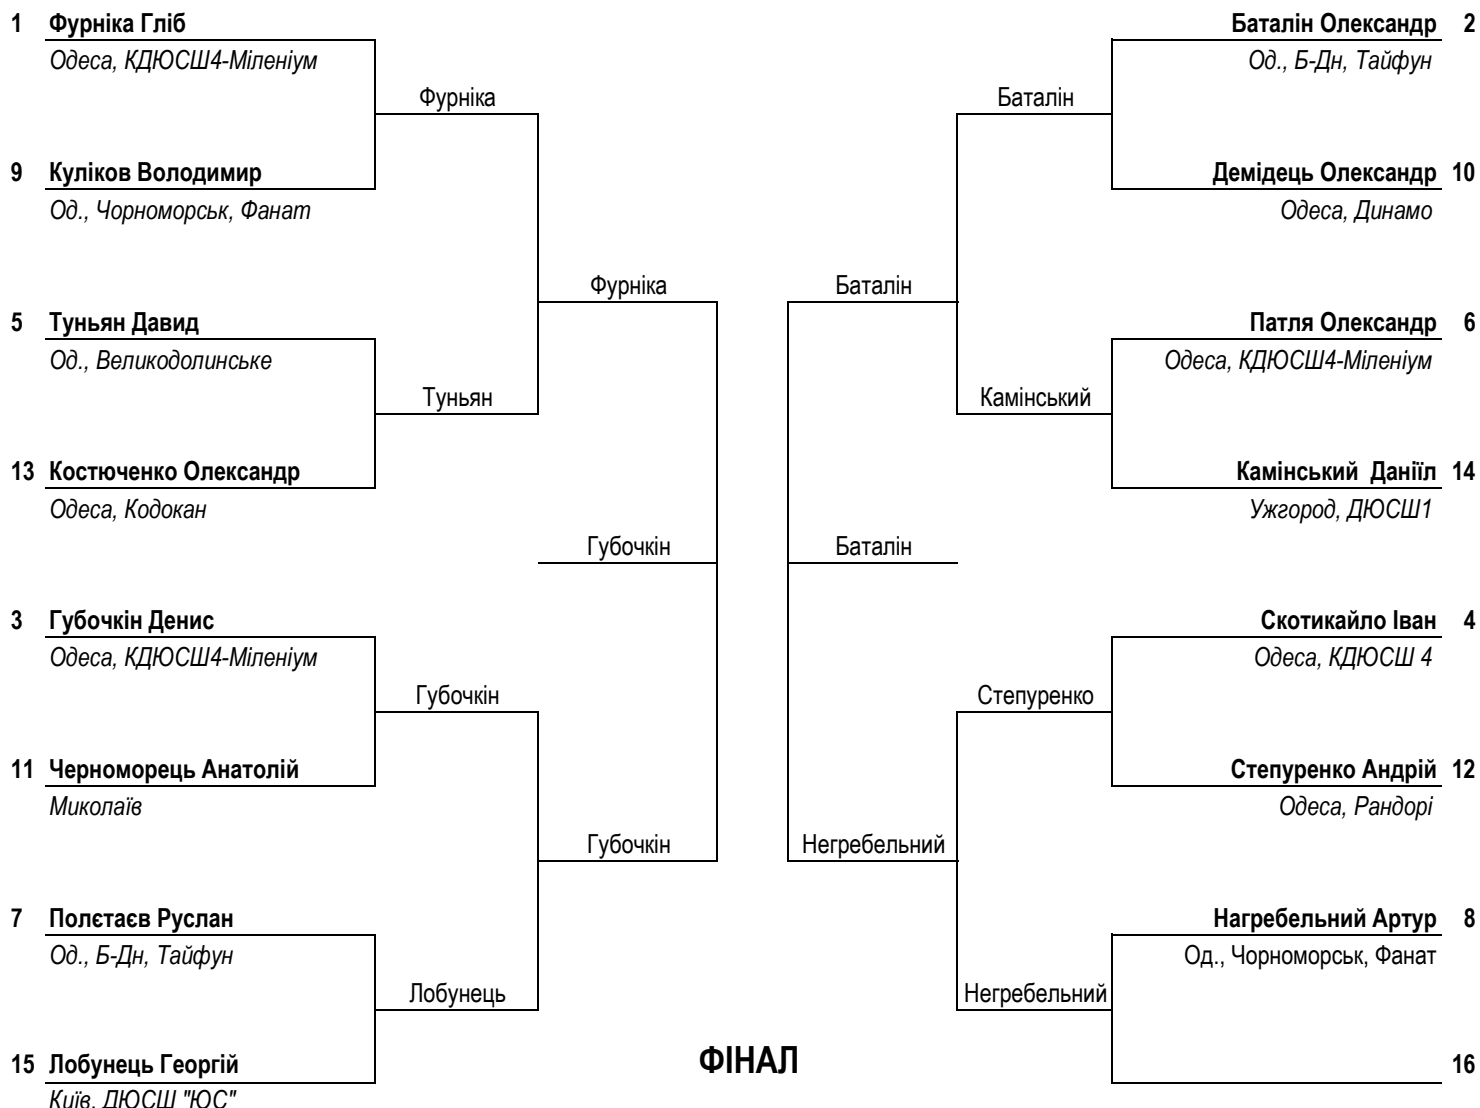 1 Фурніка Гліб
Баталін Олександр 2
Одеса, КДЮСШ4-Міленіум
Од., Б-Дн, Тайфун
Фурніка
Баталін
9 Куліков Володимир
Демідець Олександр 10
Од., Чорноморськ, Фанат
Одеса, Динамо
Фурніка
Баталін
5 Туньян Давид
Патля Олександр 6
Од., Великодолинське
Одеса, КДЮСШ4-Міленіум
Туньян
Камінський
13 Костюченко Олександр
Камінський Даніїл 14
Одеса, Кодокан
Ужгород, ДЮСШ1
Губочкін
Баталін
3 Губочкін Денис
Скотикайло Іван 4
Одеса, КДЮСШ4-Міленіум
Одеса, КДЮСШ 4
Губочкін
Степуренко
11 Черноморець Анатолій
Степуренко Андрій 12
Миколаїв
Одеса, Рандорі
Губочкін
Негребельний
7 Полєтаєв Руслан
Нагребельний Артур 8
Од., Б-Дн, Тайфун
Од., Чорноморськ, Фанат
Лобунець
Негребельний
15 Лобунець Георгій
ФІНАЛ
16
Київ, ДЮСШ "ЮС"